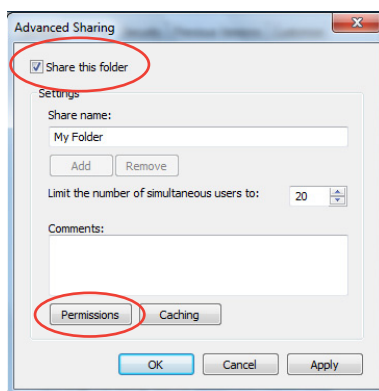 Advanced Sharing
Share this folder
Settings
Share name:
My Folder
Add Remove
Limit the number of simultaneous users to: 20
Comments:
Permissions Caching
OK Cancel Apply